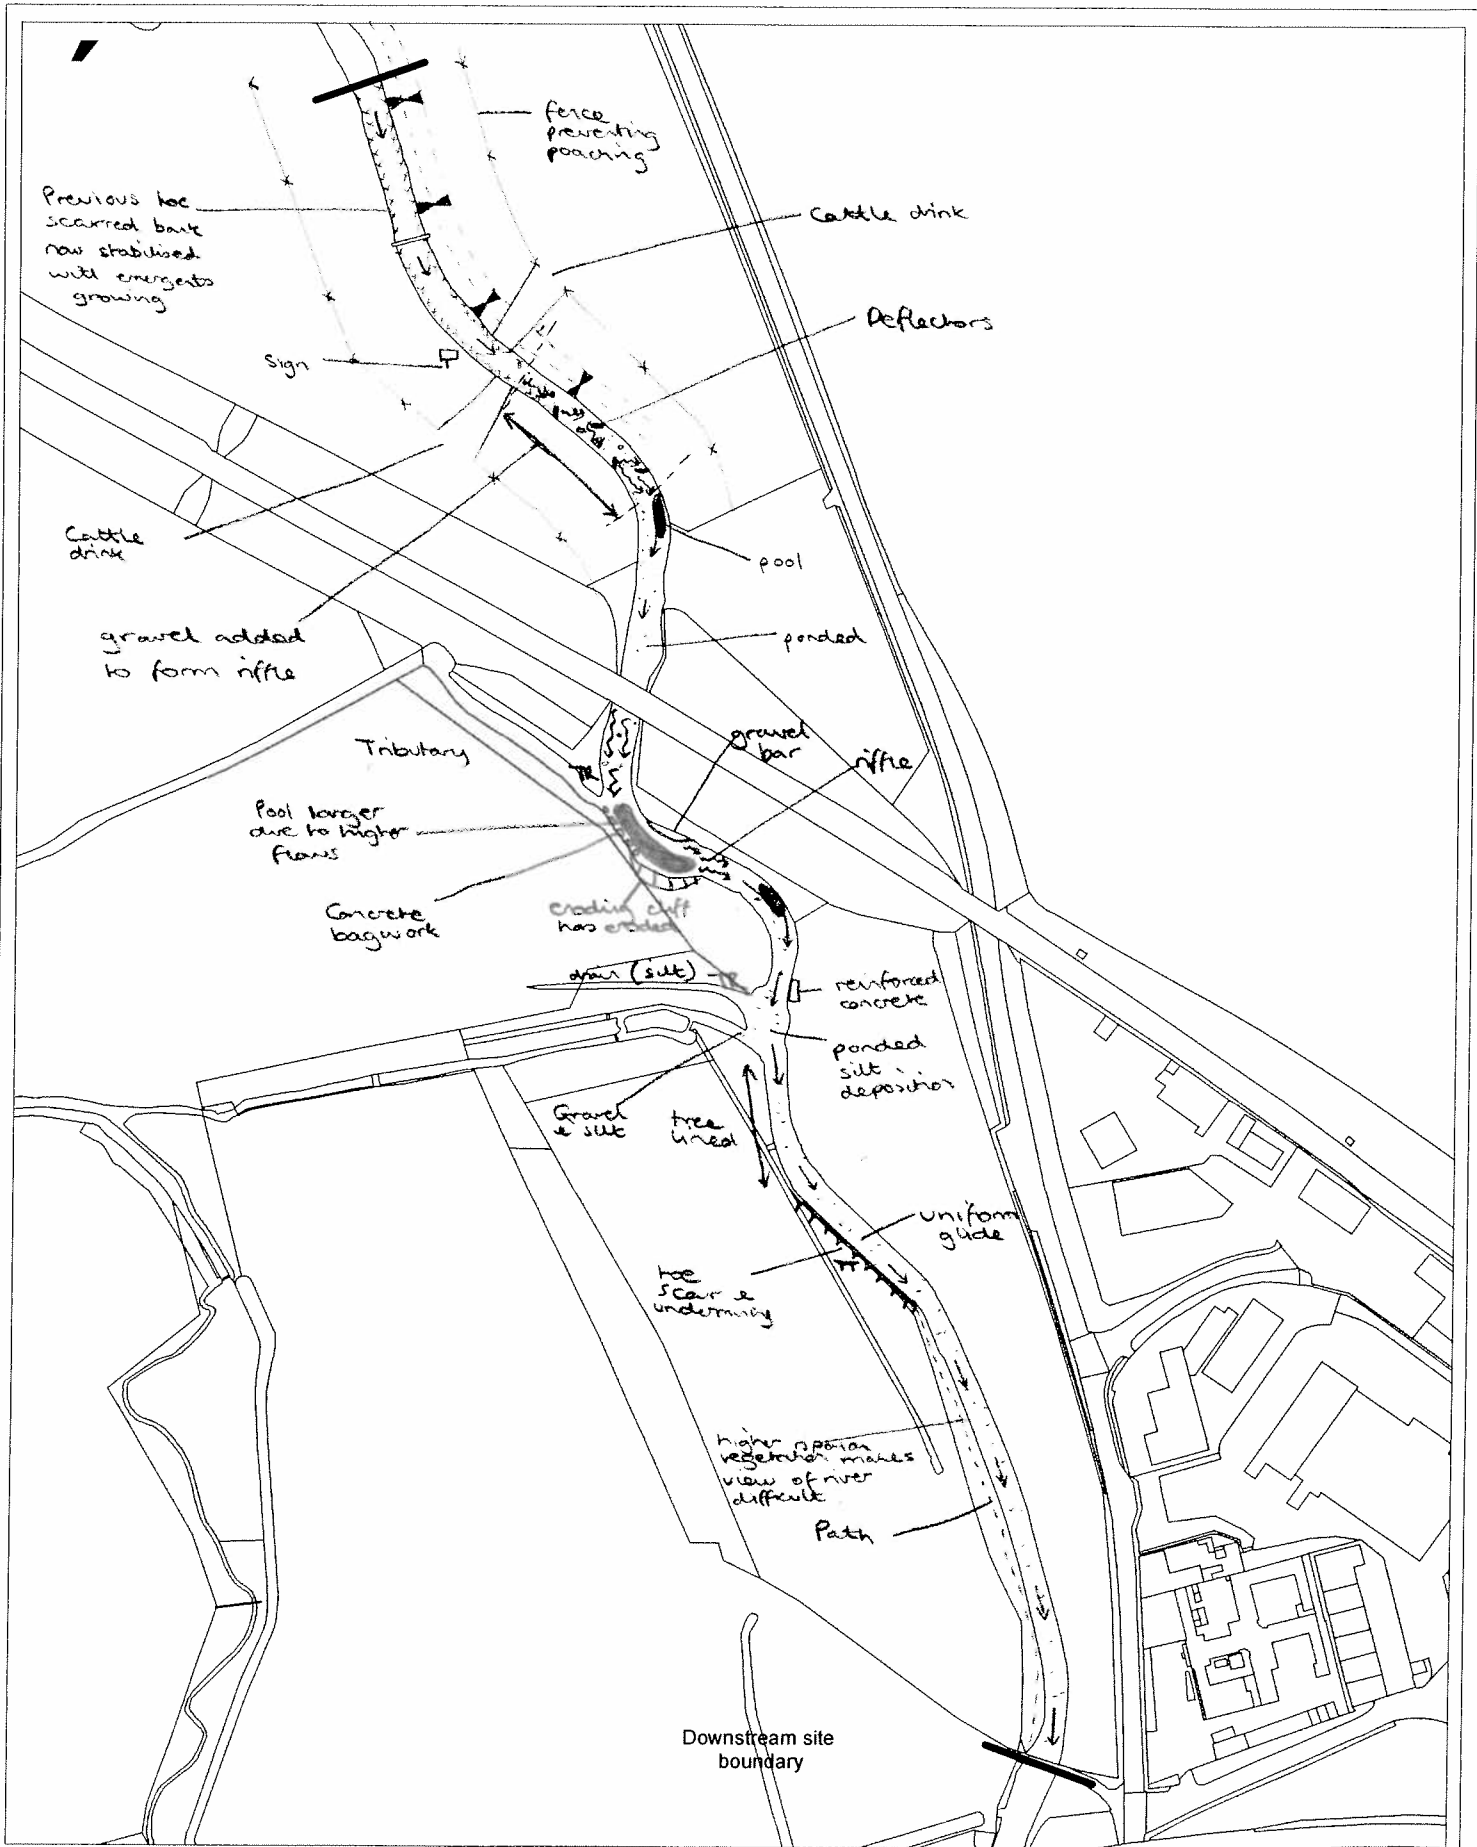 fence
preventing
poaching
Previous toe
scarred bank
now stabilised
with emergents
growing
Cattle drink
Deflectors
Sign
Cattle
drink
pool
gravel added
to form riffle
ponded
Tributary
gravel
bar
riffle
Pool larger
due to higher
flows
Concrete
bagwork
eroding cliff
has eroded
drain (silt)
reinforced
concrete
ponded
silt
deposition
Gravel
& silt
tree
lined
uniform
glide
toe
scar &
undermining
higher riparian
vegetation makes
view of river
difficult
Path
Downstream site
boundary